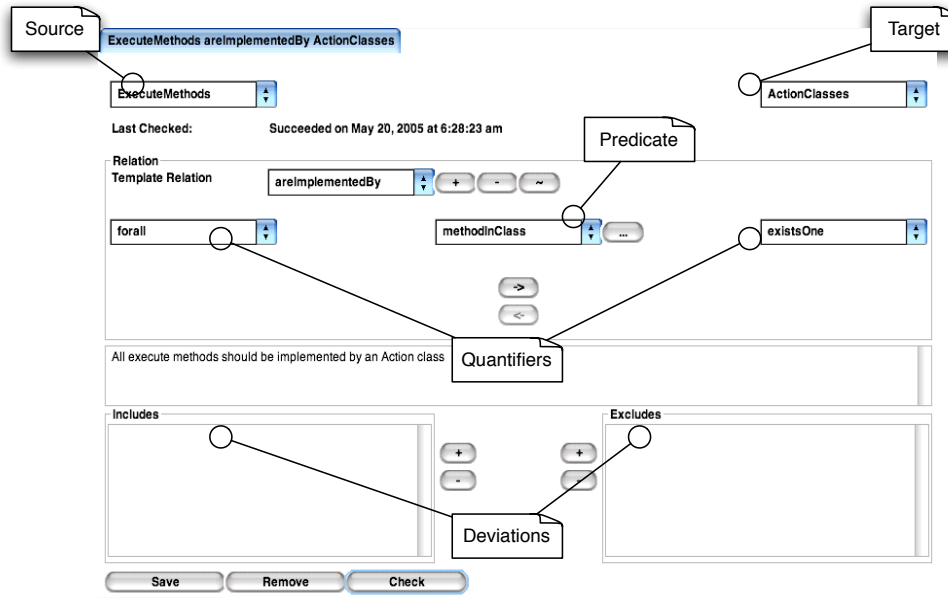 Source
Target
ExecuteMethods areImplementedBy ActionClasses
ExecuteMethods
ActionClasses
Last Checked: Succeeded on May 20, 2005 at 6:28:23 am
Predicate
Relation
Template Relation areImplementedBy + - ~
forall methodInClass ... existsOne
->
<-
All execute methods should be implemented by an Action class
Quantifiers
Includes Excludes
+ +
- -
Deviations
Save Remove Check